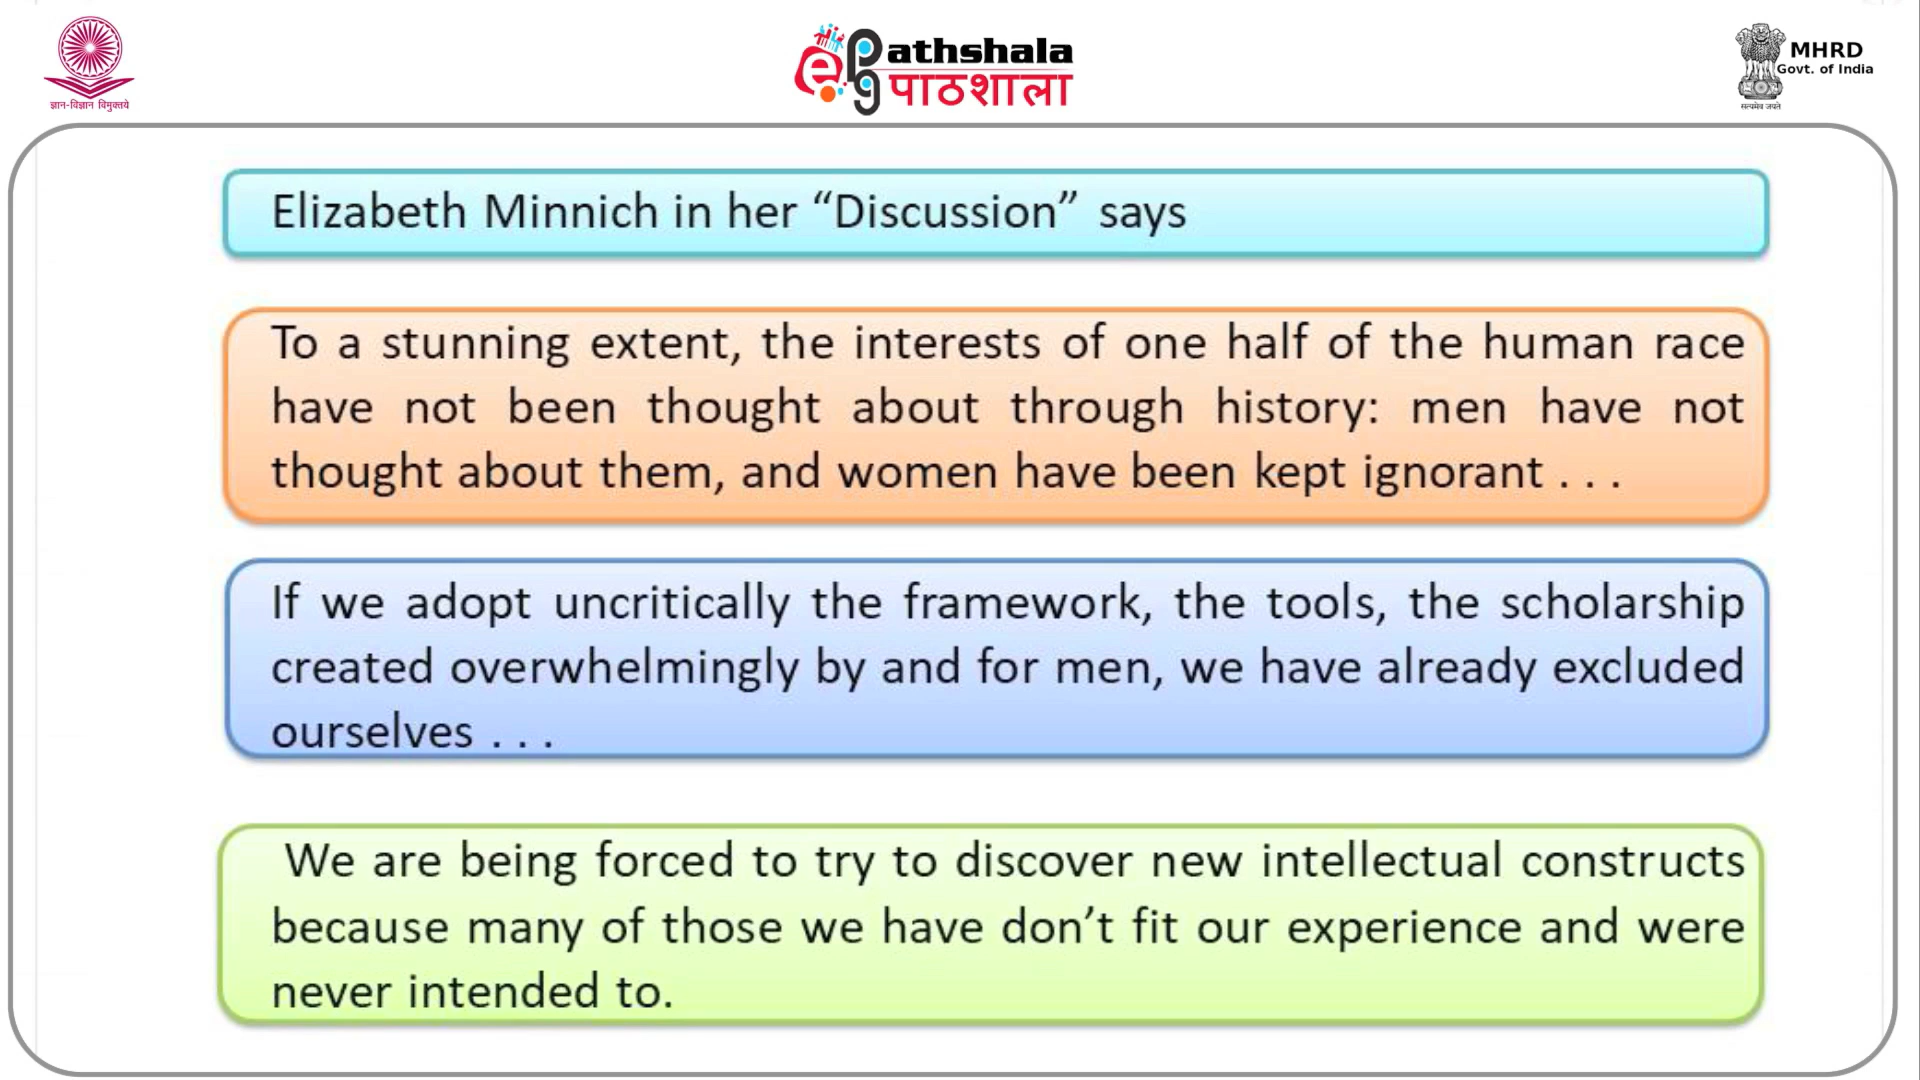 ज्ञान-विज्ञान विमुक्तये
e pg athshala
पाठशाला
MHRD
Govt. of India
सत्यमेव जयते
Elizabeth Minnich in her “Discussion” says
To a stunning extent, the interests of one half of the human race
have not been thought about through history: men have not
thought about them, and women have been kept ignorant . . .
If we adopt uncritically the framework, the tools, the scholarship
created overwhelmingly by and for men, we have already excluded
ourselves . . .
We are being forced to try to discover new intellectual constructs
because many of those we have don’t fit our experience and were
never intended to.